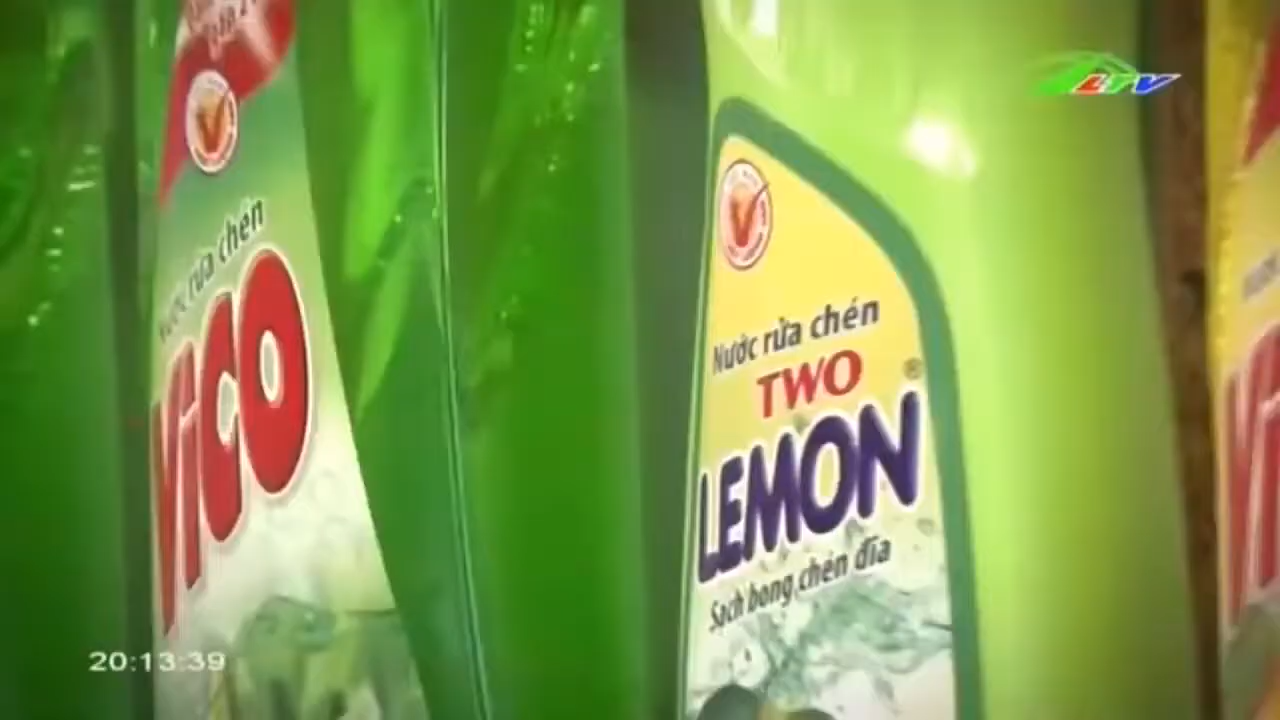 Nước rửa chén
ViCO
Nước rửa chén
TWO
LEMON®
Sạch bong chén đĩa
LTV
20:13:39